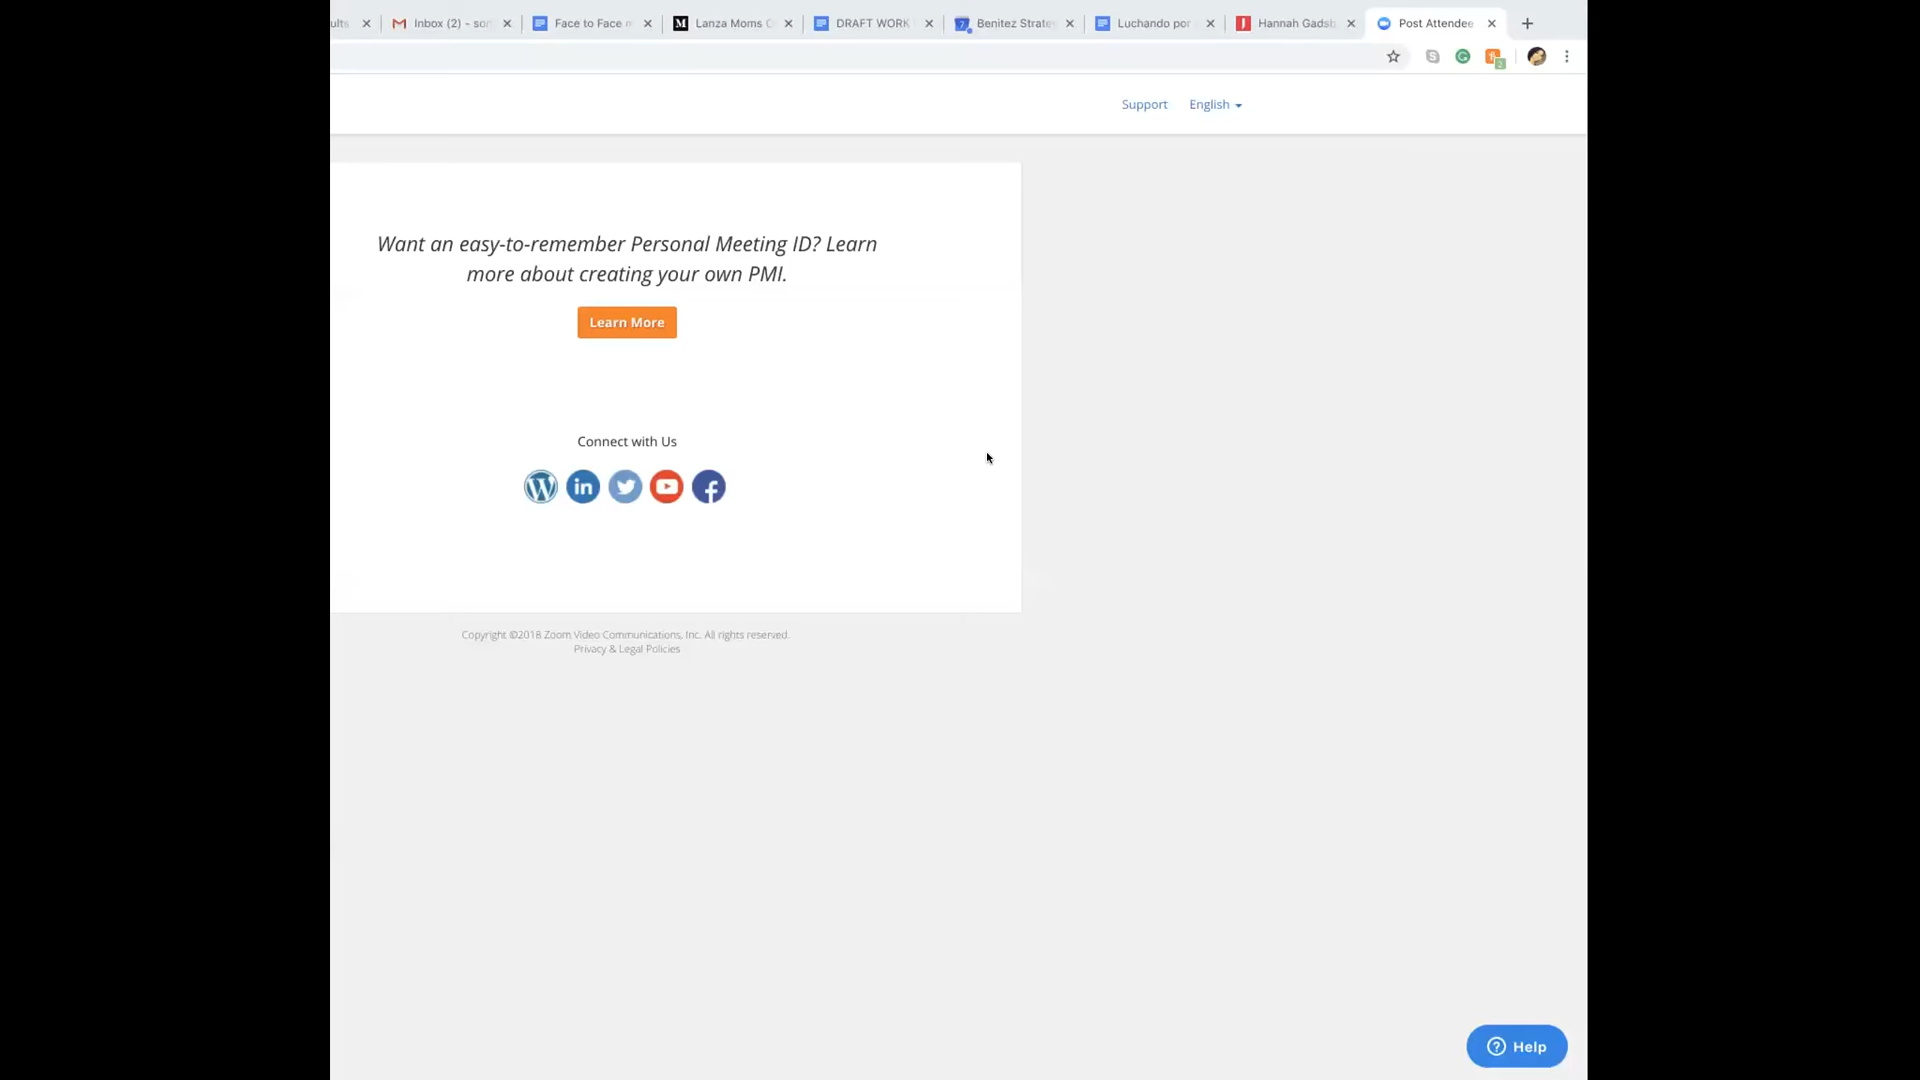 ults
Inbox (2) - son
Face to Face n
Lanza Moms C
DRAFT WORK
Benitez Strate
Luchando por
Hannah Gadsb
Post Attendee
Support
English
Want an easy-to-remember Personal Meeting ID? Learn
more about creating your own PMI.
Learn More
Connect with Us
Copyright ©2018 Zoom Video Communications, Inc. All rights reserved.
Privacy & Legal Policies
Help